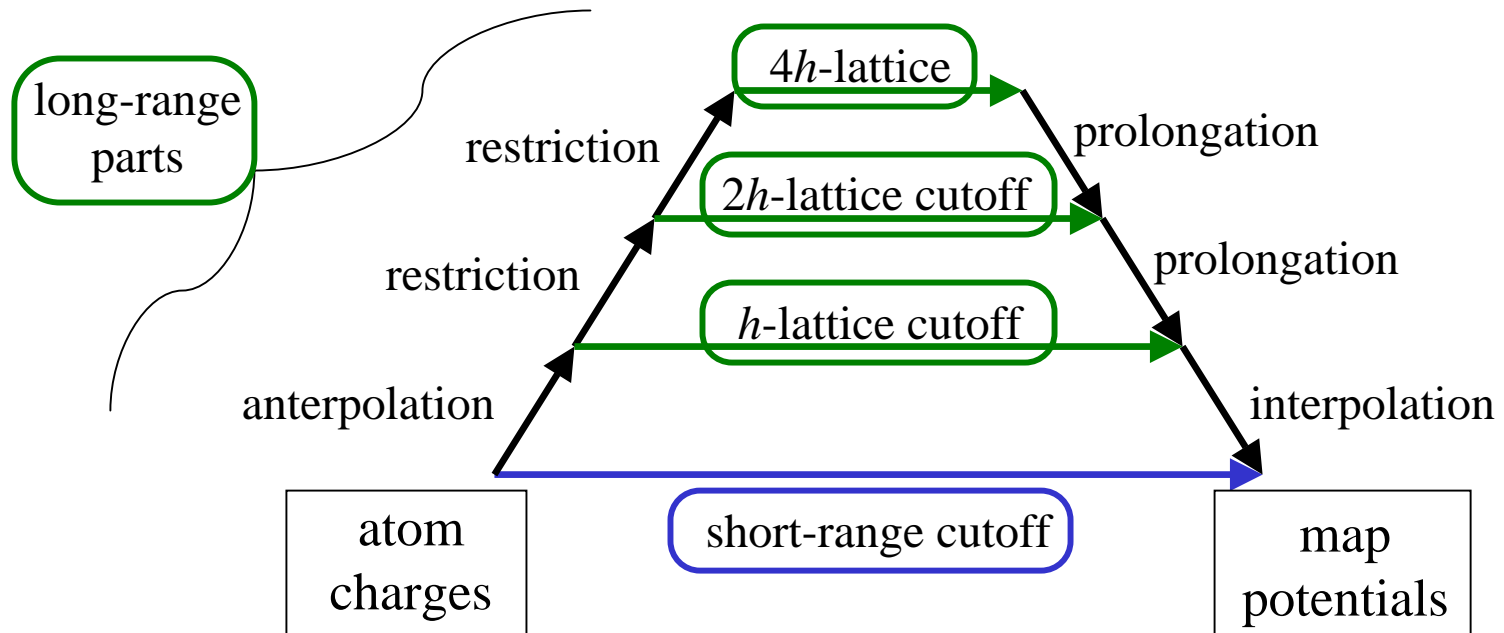 long-range
parts
4h-lattice
restriction
prolongation
2h-lattice cutoff
restriction
prolongation
h-lattice cutoff
anterpolation
interpolation
short-range cutoff
atom
charges
map
potentials